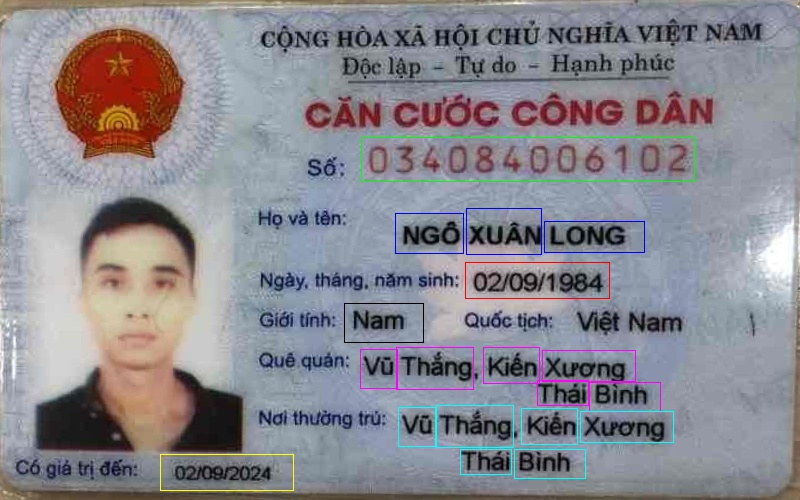 CỘNG HÒA XÃ HỘI CHỦ NGHĨA VIỆT NAM
Độc lập – Tự do – Hạnh phúc
CĂN CƯỚC CÔNG DÂN
Số: 034084006102
Họ và tên: NGÔ XUÂN LONG
Ngày, tháng, năm sinh: 02/09/1984
Giới tính: Nam Quốc tịch: Việt Nam
Quê quán: Vũ Thắng, Kiến Xương
Thái Bình
Nơi thường trú: Vũ Thắng, Kiến Xương
Thái Bình
Có giá trị đến: 02/09/2024